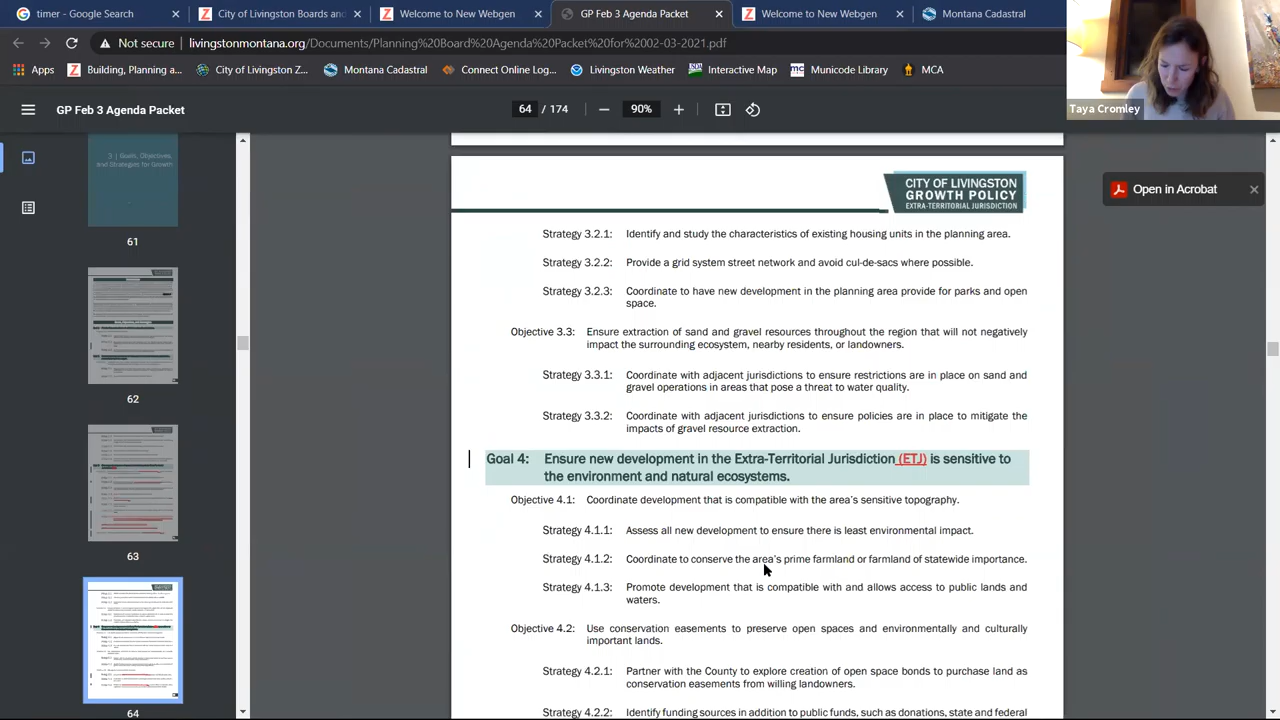 timer - Google Search
City of Livingston Boards and
Welcome to New Webgen
GP Feb 3 Agenda Packet
Welcome to New Webgen
Montana Cadastral
Not secure
livingstonmontana.org/Documents/Planning%20Board%20Agenda%20Packet%20for%2002-03-2021.pdf
Apps
Building, Planning a...
City of Livingston Z...
Montana Cadastral
Connect Online Log...
Livingston Weather
Interactive Map
Municode Library
MCA
Taya Cromley
GP Feb 3 Agenda Packet
64 / 174
90%
Open in Acrobat
3 | Goals, Objectives,
and Strategies for Growth
61
62
63
64
CITY OF LIVINGSTON
GROWTH POLICY
EXTRA-TERRITORIAL JURISDICTION
Strategy 3.2.1: Identify and study the characteristics of existing housing units in the planning area.
Strategy 3.2.2: Provide a grid system street network and avoid cul-de-sacs where possible.
Strategy 3.2.3: Coordinate to have new development in the planning area provide for parks and open
space.
Objective 3.3: Ensure extraction of sand and gravel resources throughout the region that will not negatively
impact the surrounding ecosystem, nearby residents, or landowners.
Strategy 3.3.1: Coordinate with adjacent jurisdictions to ensure restrictions are in place on sand and
gravel operations in areas that pose a threat to water quality.
Strategy 3.3.2: Coordinate with adjacent jurisdictions to ensure policies are in place to mitigate the
impacts of gravel resource extraction.
Goal 4: Ensure new development in the Extra-Territorial Jurisdiction (ETJ) is sensitive to
the environment and natural ecosystems.
Objective 4.1: Coordinate development that is compatible with the area's sensitive topography.
Strategy 4.1.1: Assess all new development to ensure there is least environmental impact.
Strategy 4.1.2: Coordinate to conserve the area's prime farmland or farmland of statewide importance.
Strategy 4.1.3: Promote development that is compatible with and allows access to public lands and
waters.
Objective 4.2: Use conservation easements to preserve open space and environmentally and culturally
important lands.
Strategy 4.2.1: Partner with the County to explore creating open space bonds to purchase land as
conservation easements from willing landowners.
Strategy 4.2.2: Identify funding sources in addition to public funds, such as donations, state and federal